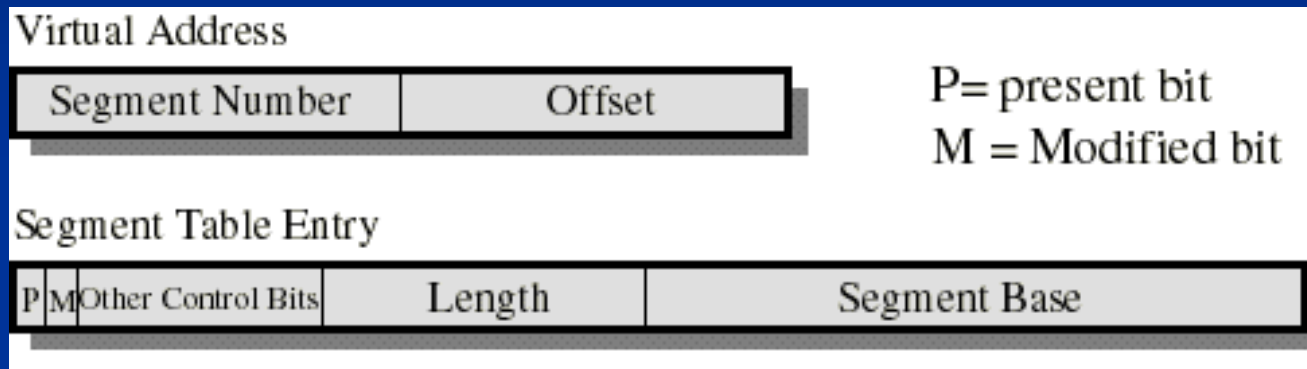 Virtual Address
Segment Number Offset
P= present bit
M = Modified bit
Segment Table Entry
P M Other Control Bits Length Segment Base